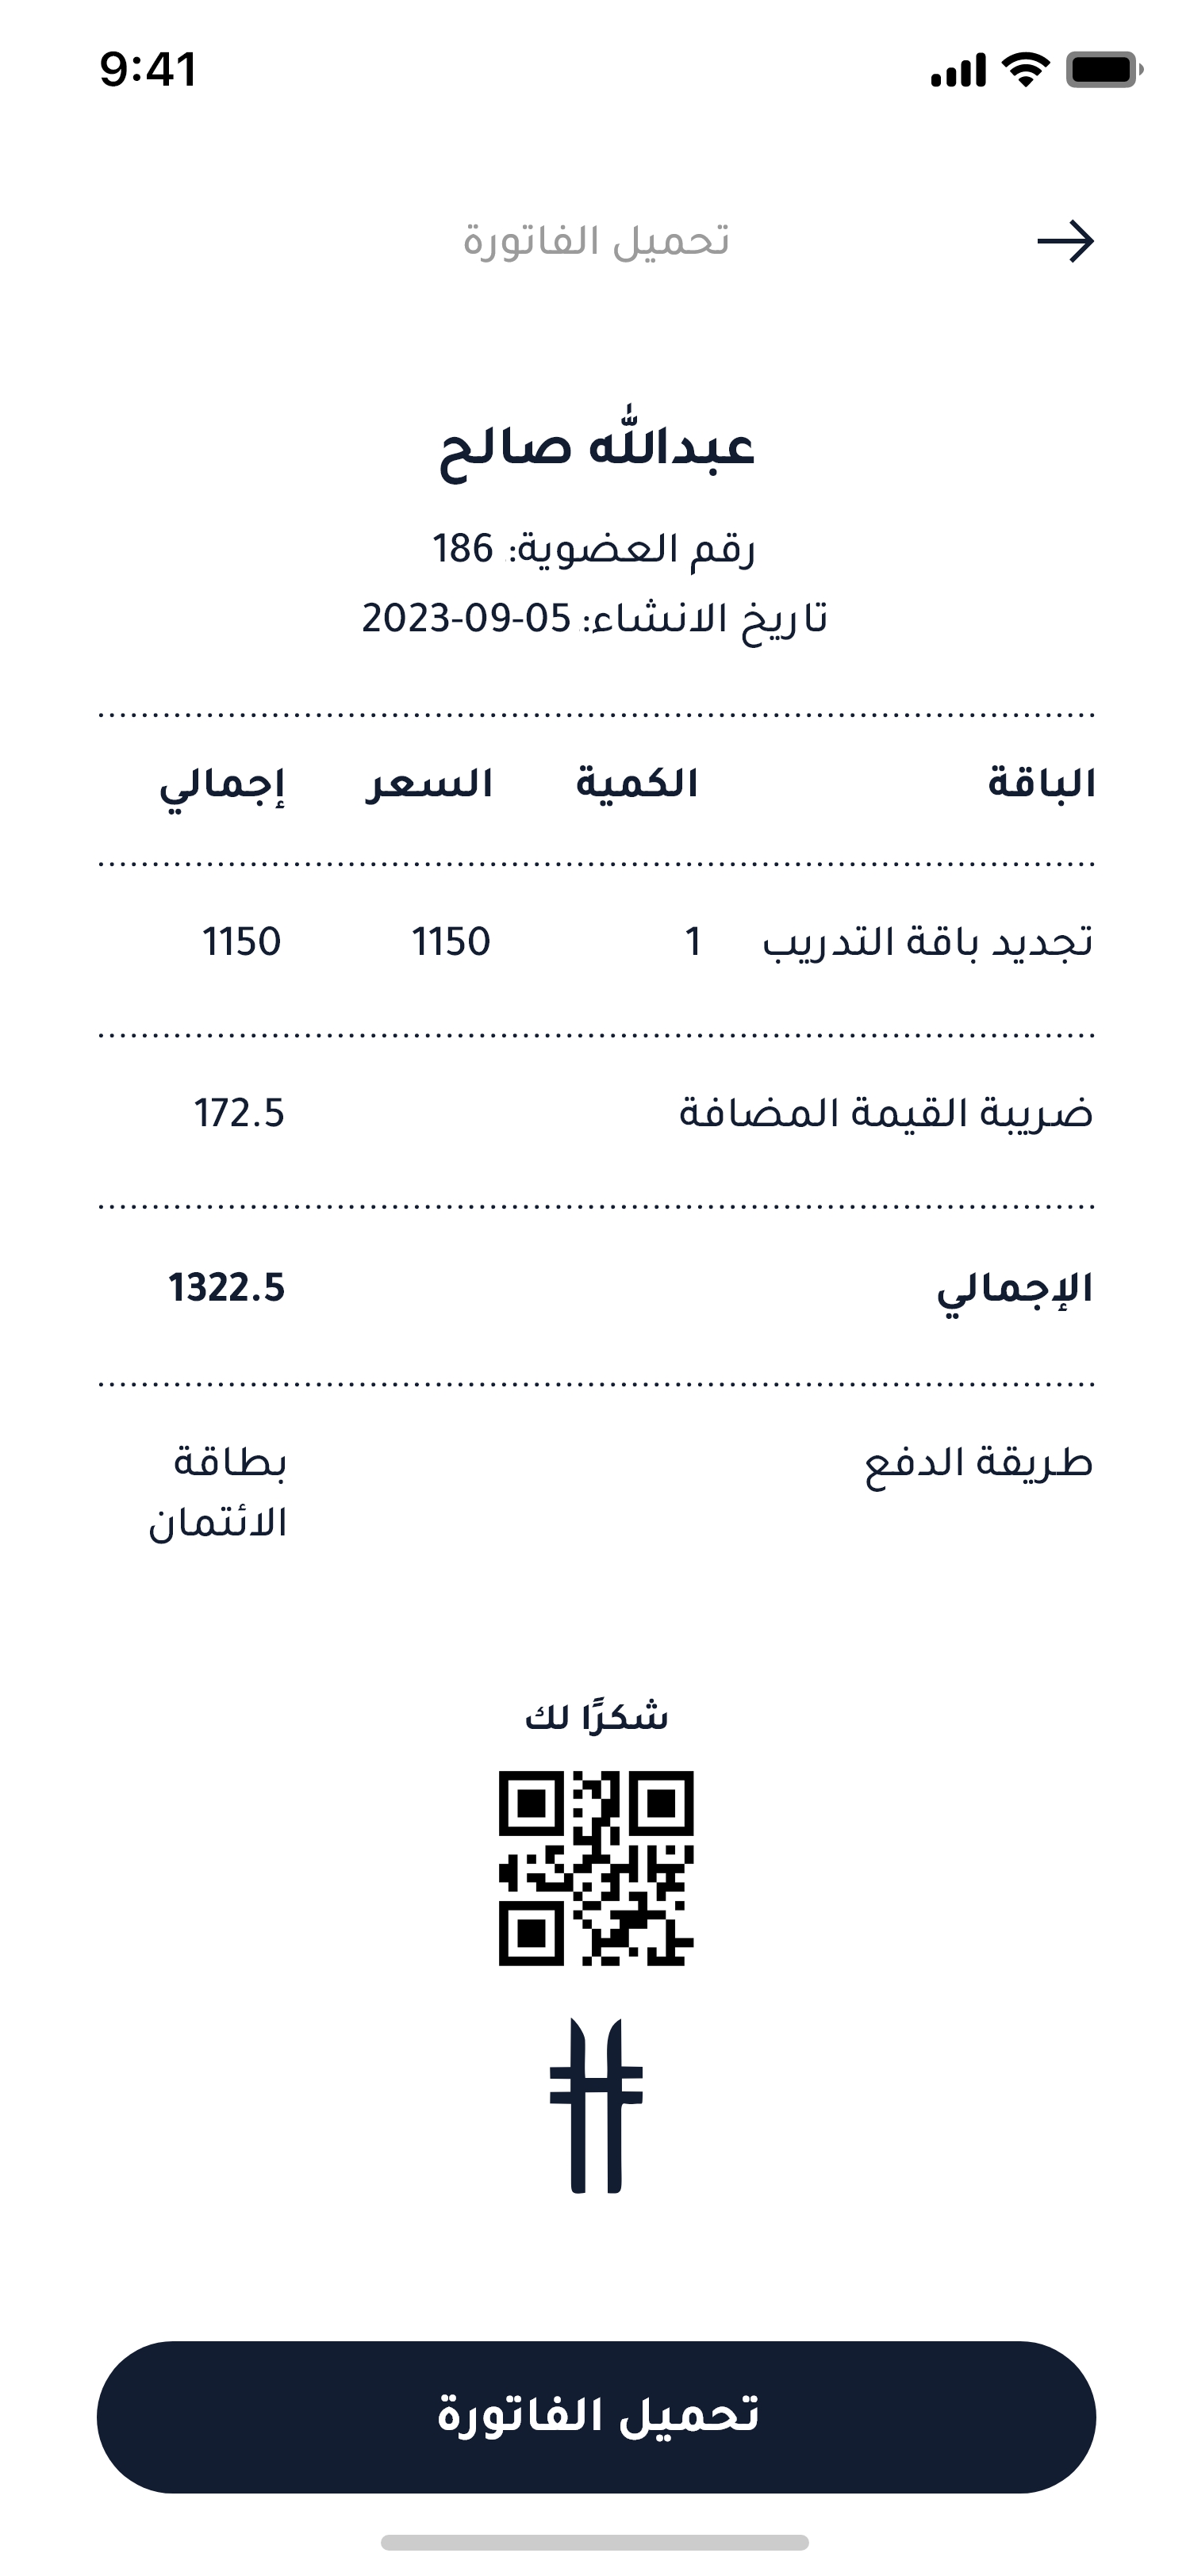 9:41
تحميل الفاتورة
عبدالله صالح
رقم العضوية: 186
تاريخ الانشاء: 2023-09-05
الباقة الكمية السعر إجمالي
تجديد باقة التدريب 1 1150 1150
ضريبة القيمة المضافة 172.5
الإجمالي 1322.5
طريقة الدفع بطاقة
الائتمان
شكرًا لك
تحميل الفاتورة